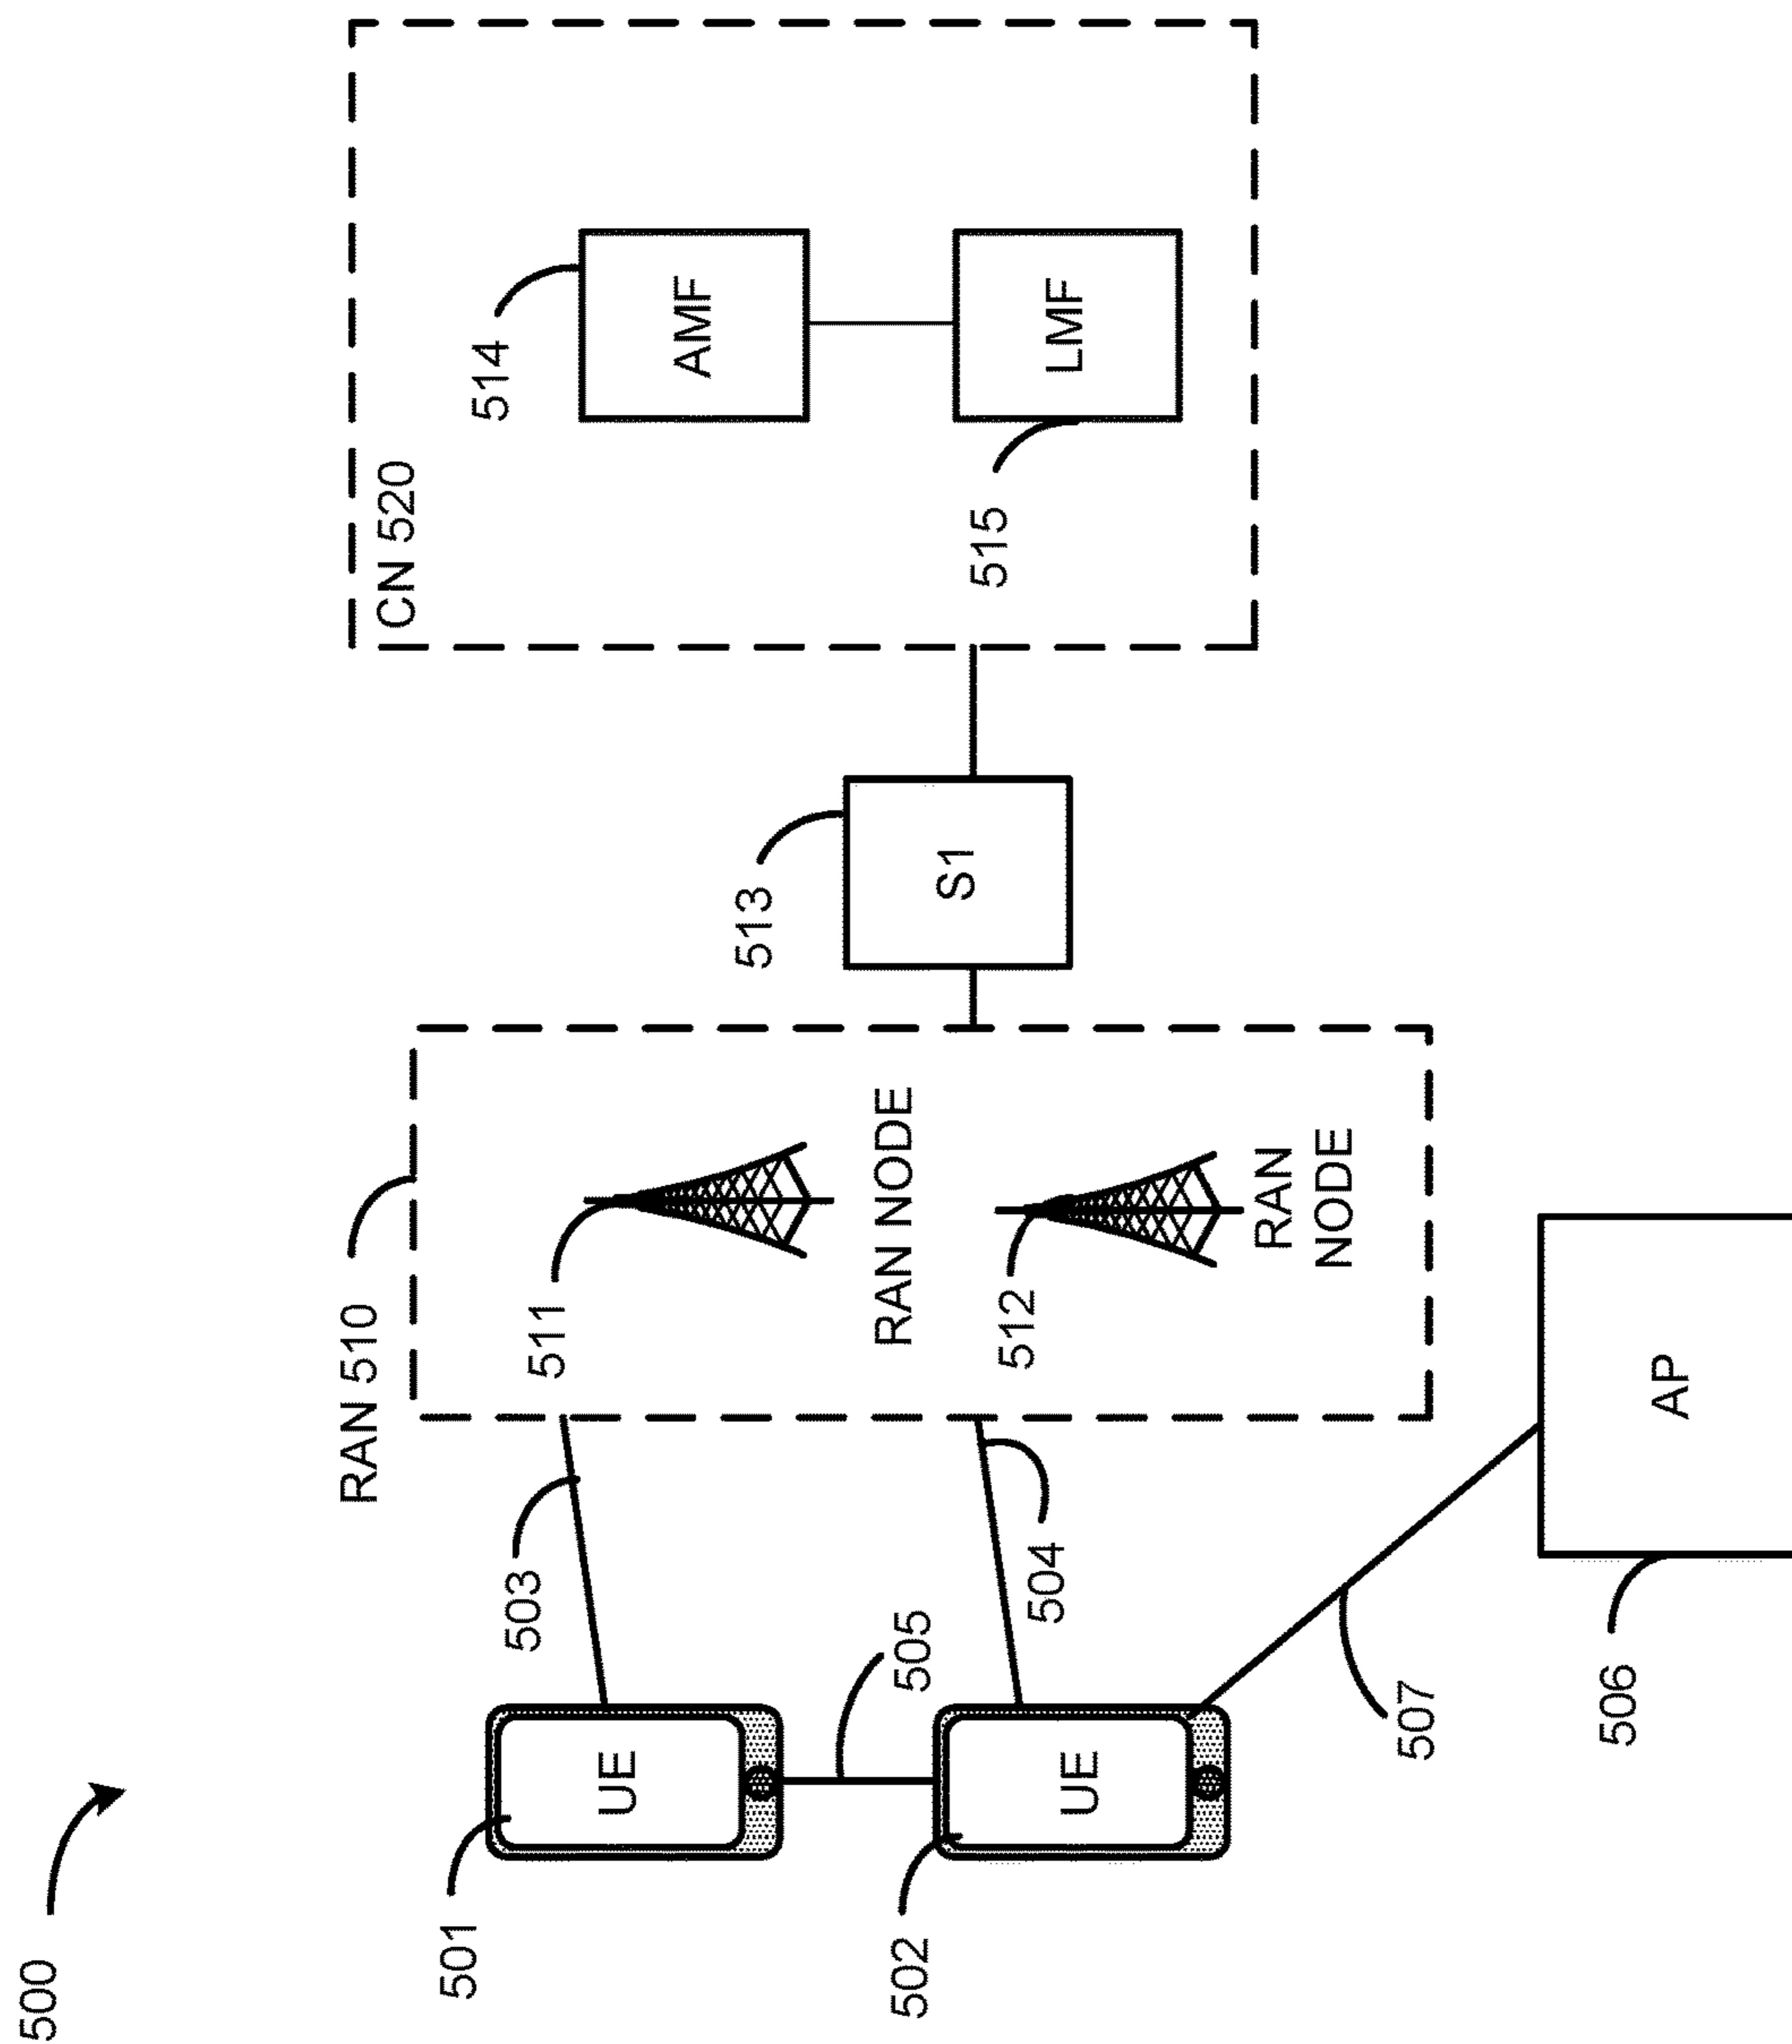 500
CN 520
514
AMF
515
LMF
513
S1
RAN 510
511
RAN NODE
512
RAN
NODE
503
504
501
UE
505
502
UE
507
506
AP